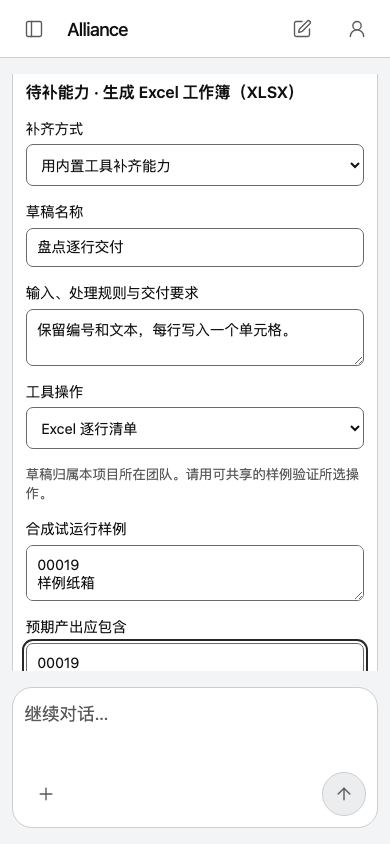 Alliance
待补能力 · 生成 Excel 工作簿（XLSX）
补齐方式
用内置工具补齐能力
草稿名称
盘点逐行交付
输入、处理规则与交付要求
保留编号和文本，每行写入一个单元格。
工具操作
Excel 逐行清单
草稿归属本项目所在团队。请用可共享的样例验证所选操
作。
合成试运行样例
00019
样例纸箱
预期产出应包含
00019
继续对话...